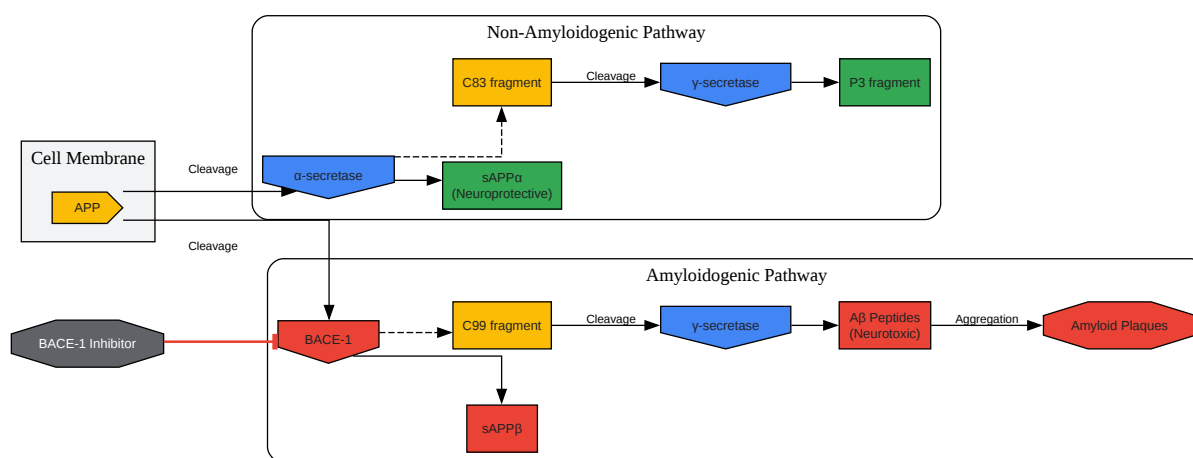 Non-Amyloidogenic Pathway
C83 fragment
Cleavage
γ-secretase
P3 fragment
Cell Membrane
APP
Cleavage
α-secretase
sAPPα
(Neuroprotective)
Cleavage
Amyloidogenic Pathway
BACE-1 Inhibitor
BACE-1
C99 fragment
Cleavage
γ-secretase
Aβ Peptides
(Neurotoxic)
Aggregation
Amyloid Plaques
sAPPβ